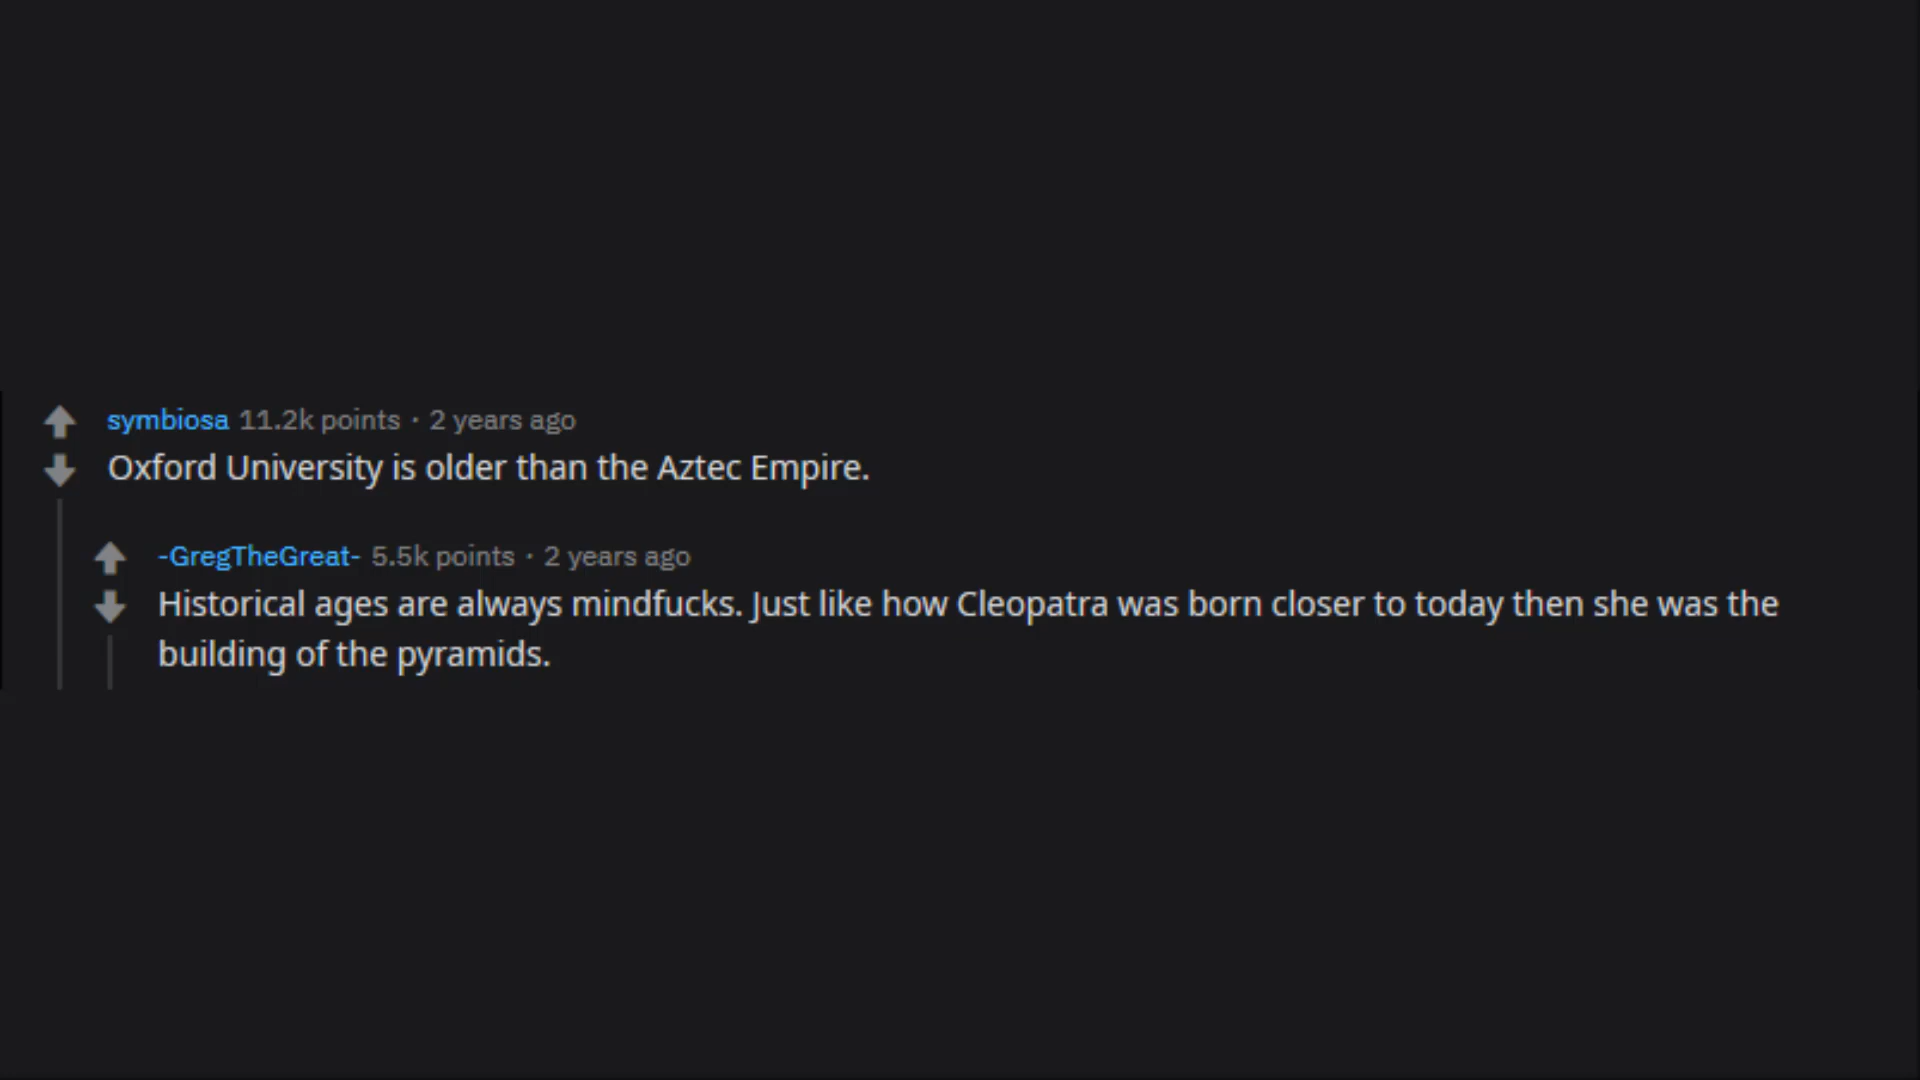 symbiosa 11.2k points · 2 years ago
Oxford University is older than the Aztec Empire.
-GregTheGreat- 5.5k points · 2 years ago
Historical ages are always mindfucks. Just like how Cleopatra was born closer to today then she was the
building of the pyramids.